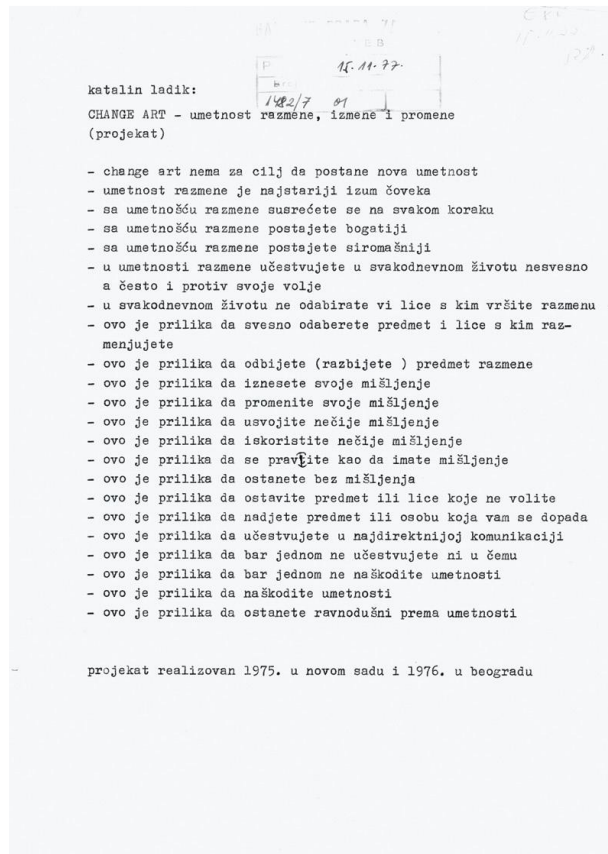 P 15.11.77.
1482/7 01
katalin ladik:
CHANGE ART - umetnost razmene, izmene i promene
(projekat)
- change art nema za cilj da postane nova umetnost
- umetnost razmene je najstariji izum čoveka
- sa umetnošću razmene susrećete se na svakom koraku
- sa umetnošću razmene postajete bogatiji
- sa umetnošću razmene postajete siromašniji
- u umetnosti razmene učestvujete u svakodnevnom životu nesvesno
a često i protiv svoje volje
- u svakodnevnom životu ne odabirate vi lice s kim vršite razmenu
- ovo je prilika da svesno odaberete predmet i lice s kim raz-
menjujete
- ovo je prilika da odbijete (razbijete ) predmet razmene
- ovo je prilika da iznesete svoje mišljenje
- ovo je prilika da promenite svoje mišljenje
- ovo je prilika da usvojite nečije mišljenje
- ovo je prilika da iskoristite nečije mišljenje
- ovo je prilika da se pravtite kao da imate mišljenje
- ovo je prilika da ostanete bez mišljenja
- ovo je prilika da ostavite predmet ili lice koje ne volite
- ovo je prilika da nadjete predmet ili osobu koja vam se dopada
- ovo je prilika da učestvujete u najdirektnijoj komunikaciji
- ovo je prilika da bar jednom ne učestvujete ni u čemu
- ovo je prilika da bar jednom ne naškodite umetnosti
- ovo je prilika da naškodite umetnosti
- ovo je prilika da ostanete ravnodušni prema umetnosti
projekat realizovan 1975. u novom sadu i 1976. u beogradu